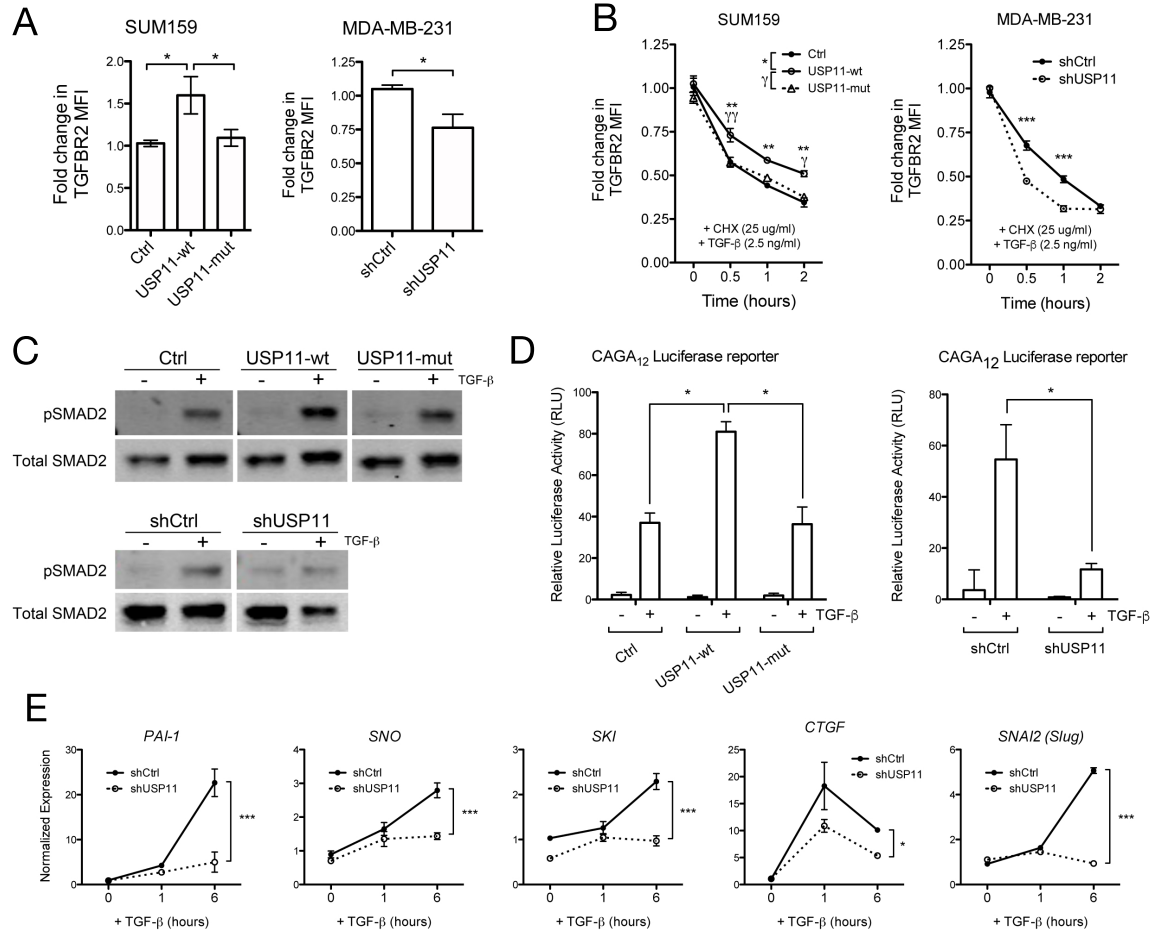 A
SUM159
Fold change in
TGFBR2 MFI
2.0
1.5
1.0
0.5
0.0
* *
Ctrl
USP11-wt
USP11-mut
MDA-MB-231
Fold change in
TGFBR2 MFI
1.25
1.00
0.75
0.50
0.25
0.00
*
shCtrl
shUSP11
B
SUM159
Fold change in
TGFBR2 MFI
1.25
1.00
0.75
0.50
0.25
0.00
* Ctrl
USP11-wt
γ USP11-mut
**
γγ
**
**
γ
+ CHX (25 ug/ml)
+ TGF-β (2.5 ng/ml)
0 0.5 1 2
Time (hours)
MDA-MB-231
Fold change in
TGFBR2 MFI
1.25
1.00
0.75
0.50
0.25
0.00
shCtrl
shUSP11
***
***
+ CHX (25 ug/ml)
+ TGF-β (2.5 ng/ml)
0 0.5 1 2
Time (hours)
C
Ctrl USP11-wt USP11-mut
- + - + - + TGF-β
pSMAD2
Total SMAD2
shCtrl shUSP11
- + - + TGF-β
pSMAD2
Total SMAD2
D
CAGA12 Luciferase reporter
Relative Luciferase Activity (RLU)
100
80
60
40
20
0
* *
- + - + - + TGF-β
Ctrl
USP11-wt
USP11-mut
CAGA12 Luciferase reporter
Relative Luciferase Activity (RLU)
80
60
40
20
0
*
- + - + TGF-β
shCtrl shUSP11
E
PAI-1
Normalized Expression
30
20
10
0
shCtrl
shUSP11
***
0 1 6
+ TGF-β (hours)
SNO
4
3
2
1
0
shCtrl
shUSP11
***
0 1 6
+ TGF-β (hours)
SKI
3
2
1
0
shCtrl
shUSP11
***
0 1 6
+ TGF-β (hours)
CTGF
25
20
15
10
5
0
shCtrl
shUSP11
*
0 1 6
+ TGF-β (hours)
SNAI2 (Slug)
6
4
2
0
shCtrl
shUSP11
***
0 1 6
+ TGF-β (hours)